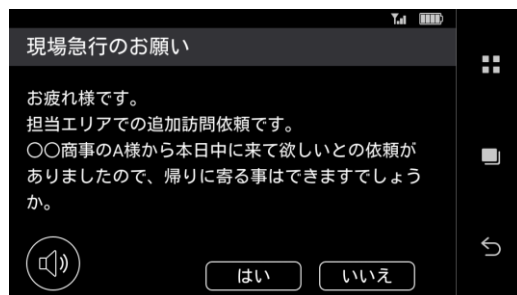 現場急行のお願い
お疲れ様です。
担当エリアでの追加訪問依頼です。
〇〇商事のA様から本日中に来て欲しいとの依頼が
ありましたので、帰りに寄る事はできますでしょう
か。
はい いいえ